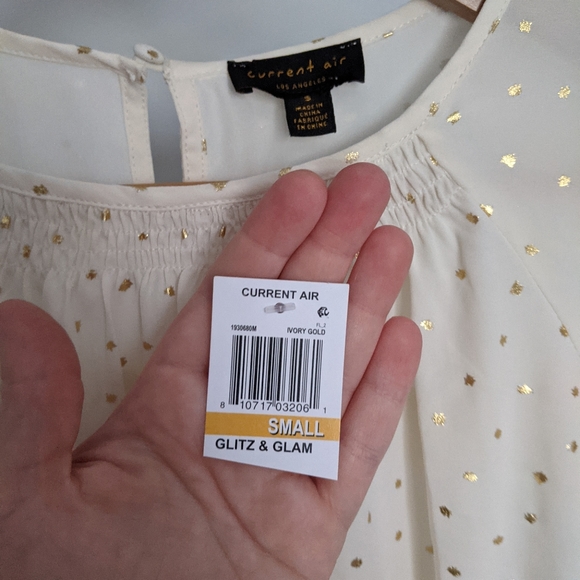 current air
LOS ANGELES
S
MADE IN
CHINA
FABRIQUÉ
EN CHINE
CURRENT AIR
FL_2
1930680M
IVORY GOLD
8 10717 03206 1
SMALL
GLITZ & GLAM